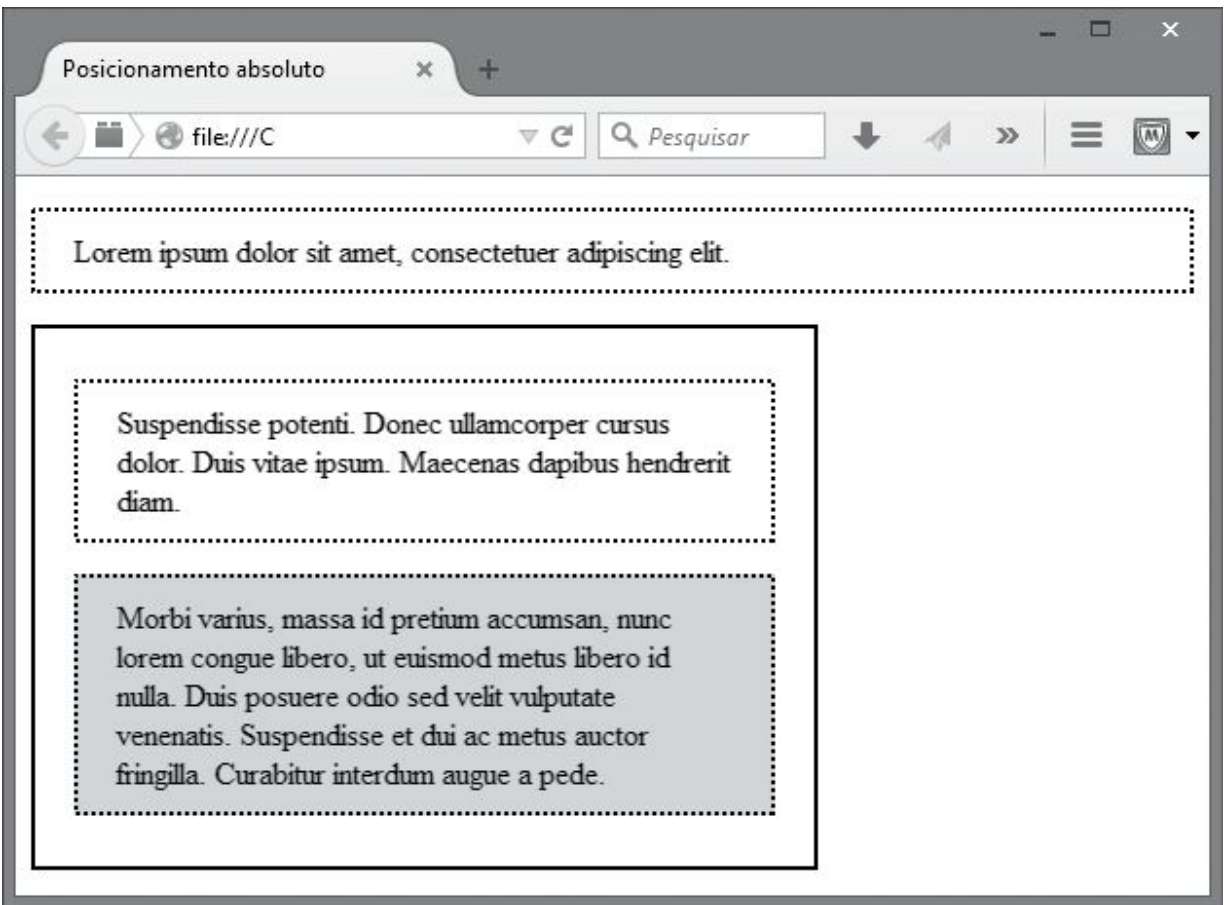 Posicionamento absoluto
file:///C
Pesquisar
M
Lorem ipsum dolor sit amet, consectetuer adipiscing elit.
Suspendisse potenti. Donec ullamcorper cursus
dolor. Duis vitae ipsum. Maecenas dapibus hendrerit
diam.
Morbi varius, massa id pretium accumsan, nunc
lorem congue libero, ut euismod metus libero id
nulla. Duis posuere odio sed velit vulputate
venenatis. Suspendisse et dui ac metus auctor
fringilla. Curabitur interdum augue a pede.